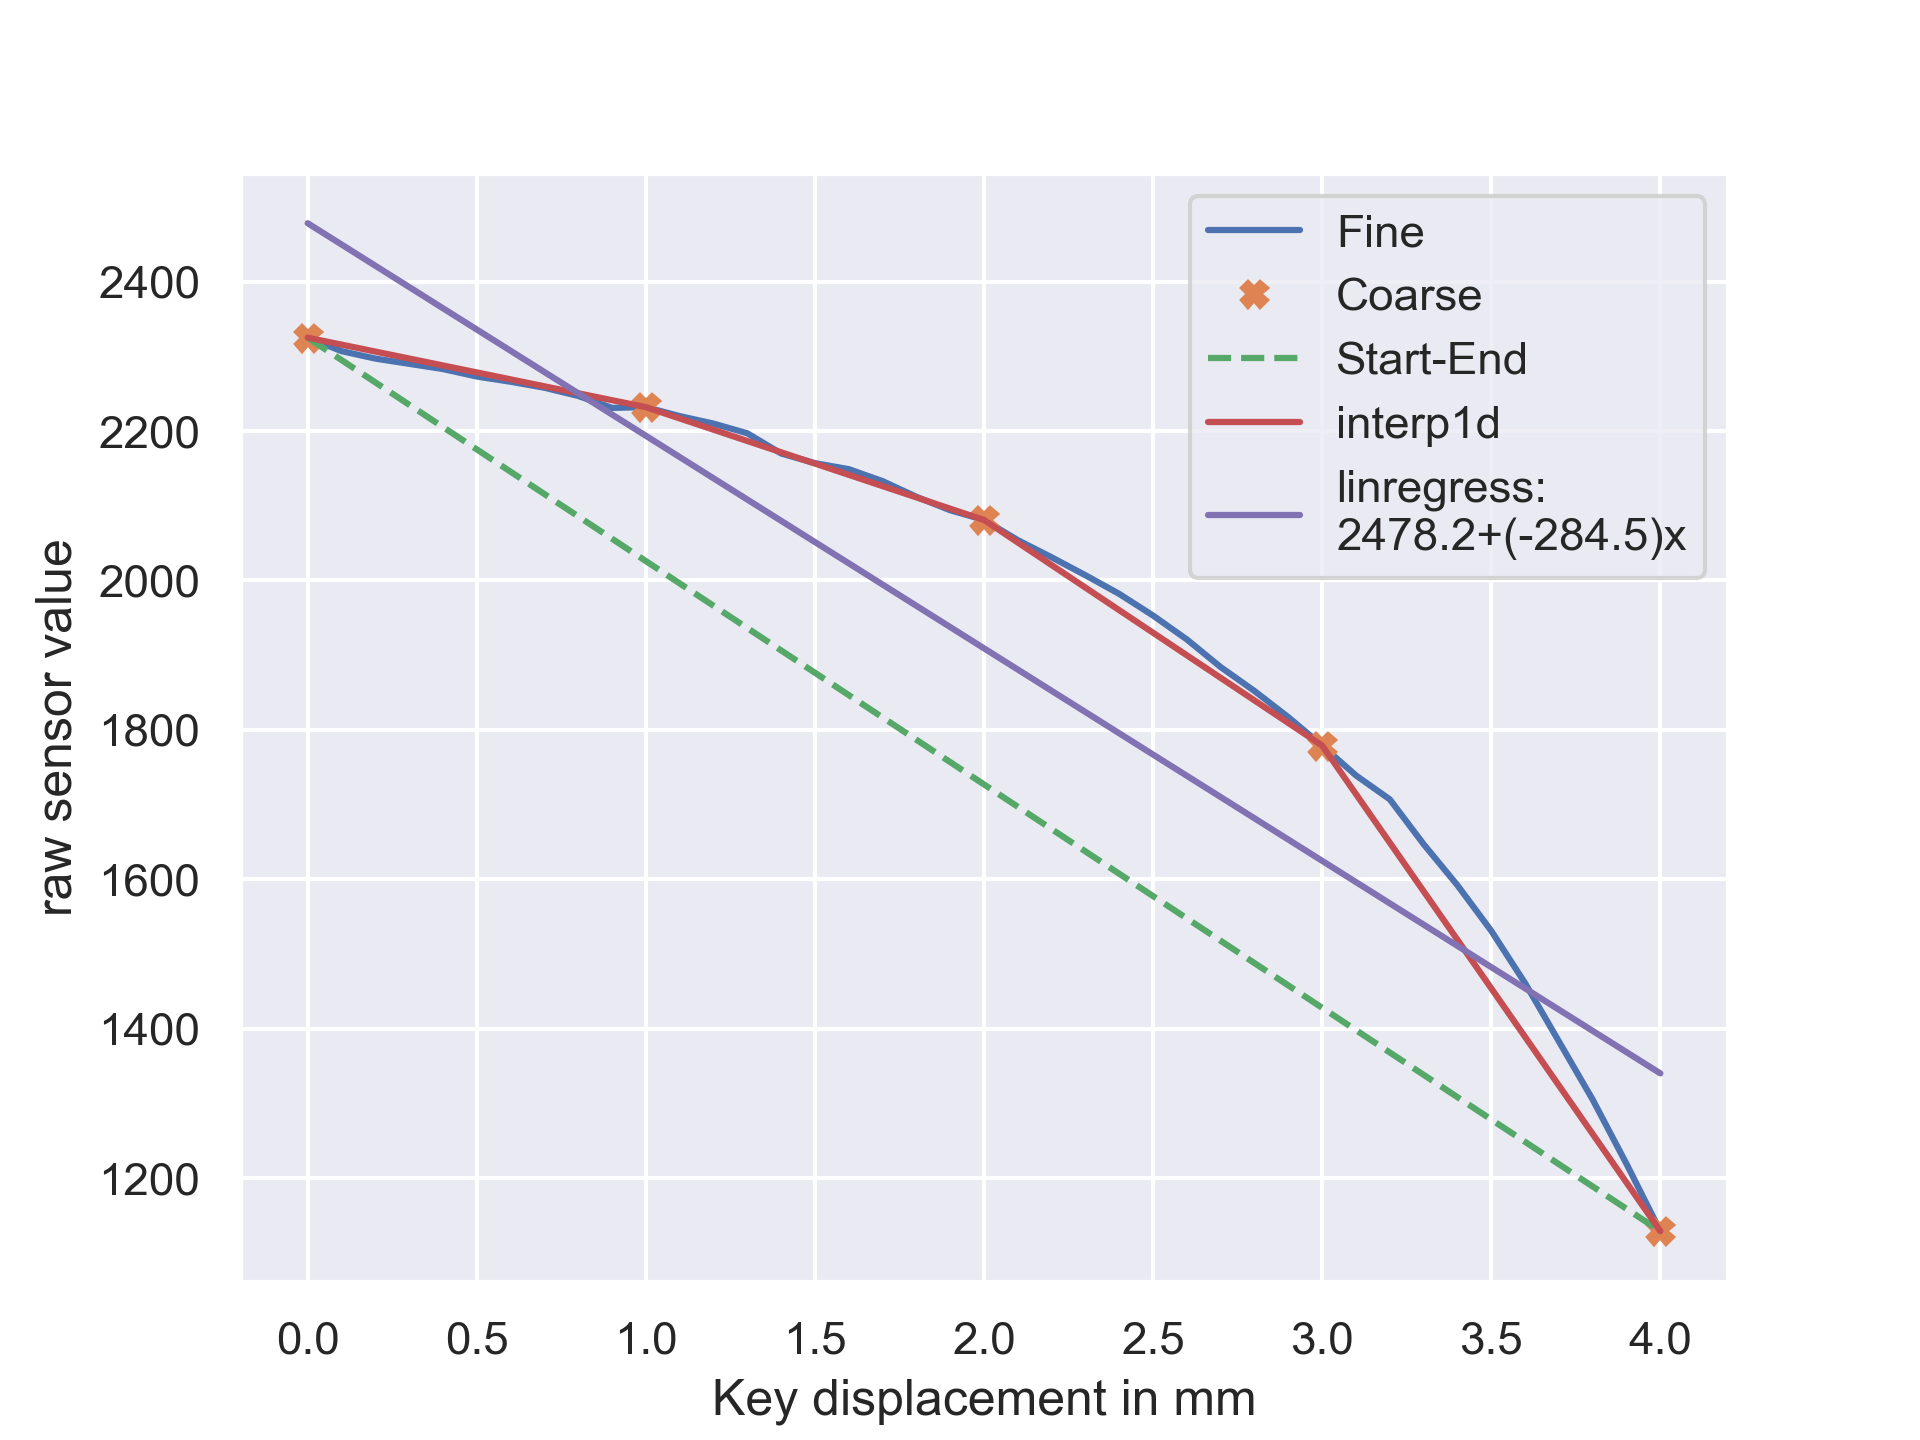 Fine
Coarse
Start-End
interp1d
linregress:
2478.2+(-284.5)x
raw sensor value
2400
2200
2000
1800
1600
1400
1200
0.0 0.5 1.0 1.5 2.0 2.5 3.0 3.5 4.0
Key displacement in mm